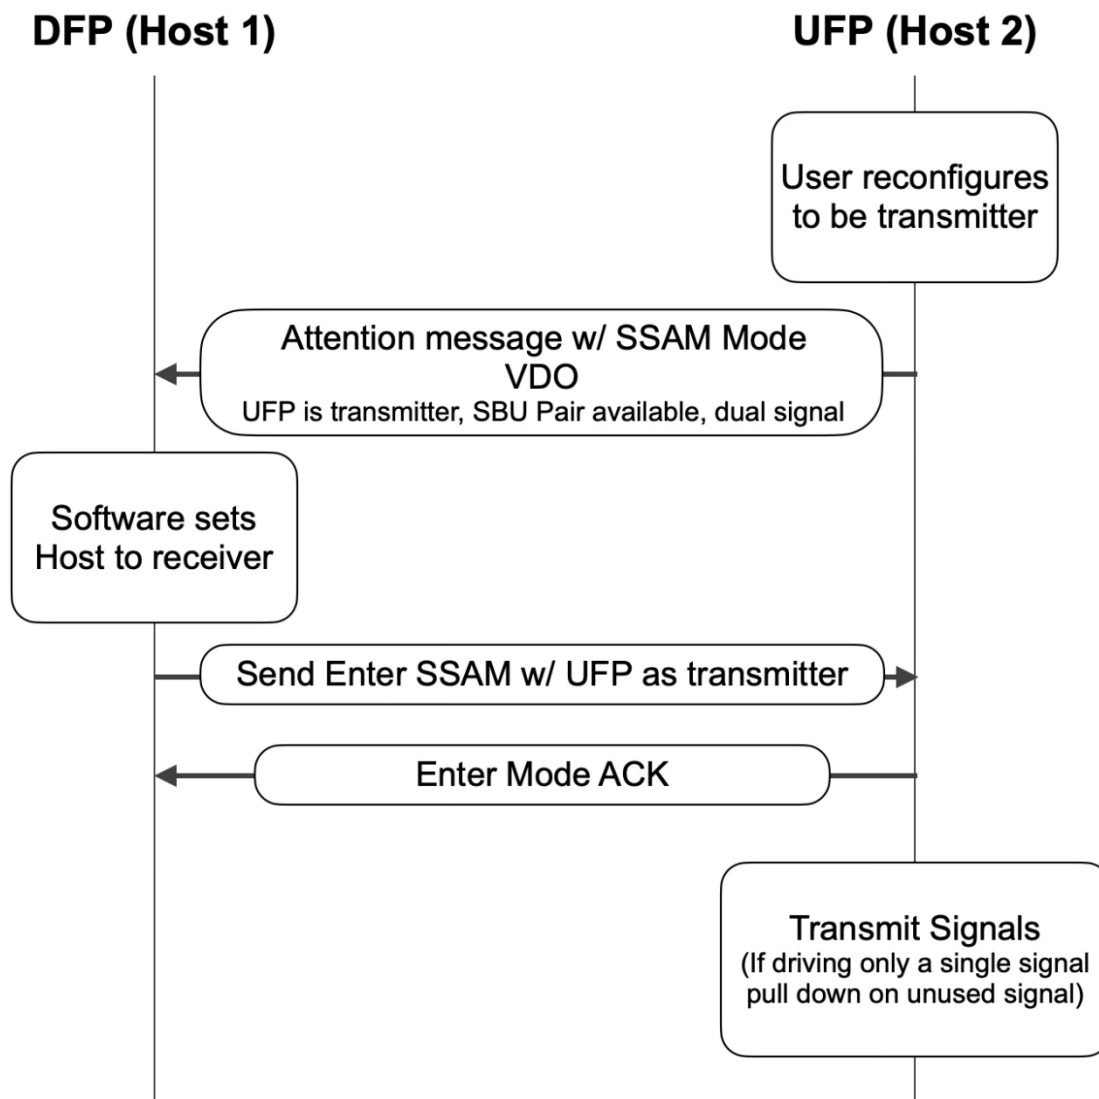 DFP (Host 1)
UFP (Host 2)
User reconfigures
to be transmitter
Attention message w/ SSAM Mode
VDO
UFP is transmitter, SBU Pair available, dual signal
Software sets
Host to receiver
Send Enter SSAM w/ UFP as transmitter
Enter Mode ACK
Transmit Signals
(If driving only a single signal
pull down on unused signal)